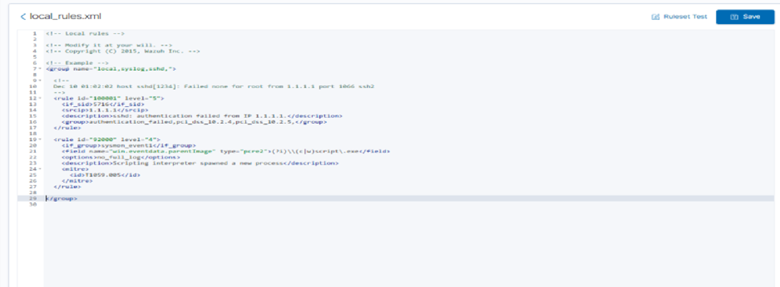 local_rules.xml
Ruleset Test
Save
1 <!-- Local rules -->
2
3 <!-- Modify it at your will. -->
4 <!-- Copyright (C) 2015, Wazuh Inc. -->
5
6 <!-- Example -->
7 <group name="local,syslog,sshd,">
8
9 <!--
10 Dec 10 01:02:02 host sshd[1234]: Failed none for root from 1.1.1.1 port 1066 ssh2
11 -->
12 <rule id="100001" level="5">
13 <if_sid>5716</if_sid>
14 <srcip>1.1.1.1</srcip>
15 <description>sshd: authentication failed from IP 1.1.1.1.</description>
16 <group>authentication_failed,pci_dss_10.2.4,pci_dss_10.2.5,</group>
17 </rule>
18
19 <rule id="92000" level="4">
20 <if_group>sysmon_event1</if_group>
21 <field name="win.eventdata.parentImage" type="pcre2">(?i)\\(c|w)script\.exe</field>
22 <options>no_full_log</options>
23 <description>Scripting interpreter spawned a new process</description>
24 <mitre>
25 <id>T1059.005</id>
26 </mitre>
27 </rule>
28
29 </group>
30